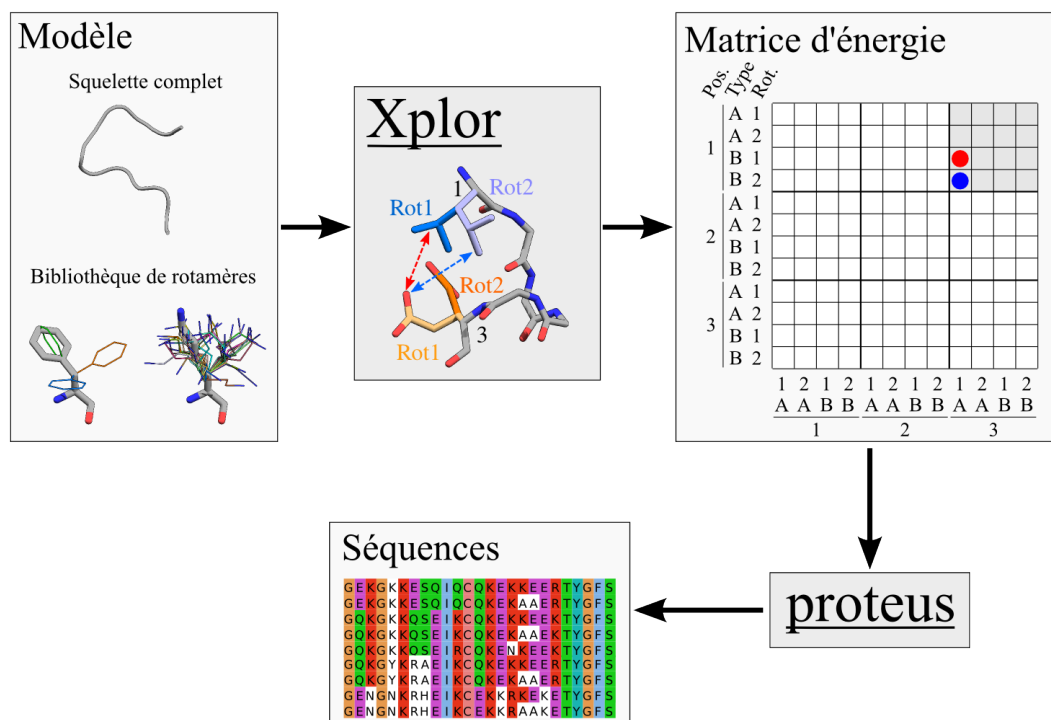 Modèle
Squelette complet
Bibliothèque de rotamères
Xplor
1
Rot2
Rot1
Rot2
3
Rot1
Matrice d'énergie
Pos. Type Rot.
A 1
A 2
1
B 1
B 2
A 1
A 2
2
B 1
B 2
A 1
A 2
3
B 1
B 2
1 2 1 2 1 2 1 2 1 2 1 2
A A B B A A B B A A B B
1 2 3
proteus
Séquences
GEKGKKESQIQCQKEKKEERTYGFS
GEKGKKESQIQCQKEKAAERTYGFS
GQKGKKQSEIKCQKEKKEEKTYGFS
GQKGKKQSEIKCQKEKAAEKTYGFS
GQKGKKQSEIRCQKENKEEKTYGFS
GQKGYKRAEIKCQKEKKEERTYGFS
GQKGYKRAEIKCQKEKAAERTYGFS
GENGNKRHEIKCEKKRKEKETYGFS
GENGNKRHEIKCEKKRAAKETYGFS